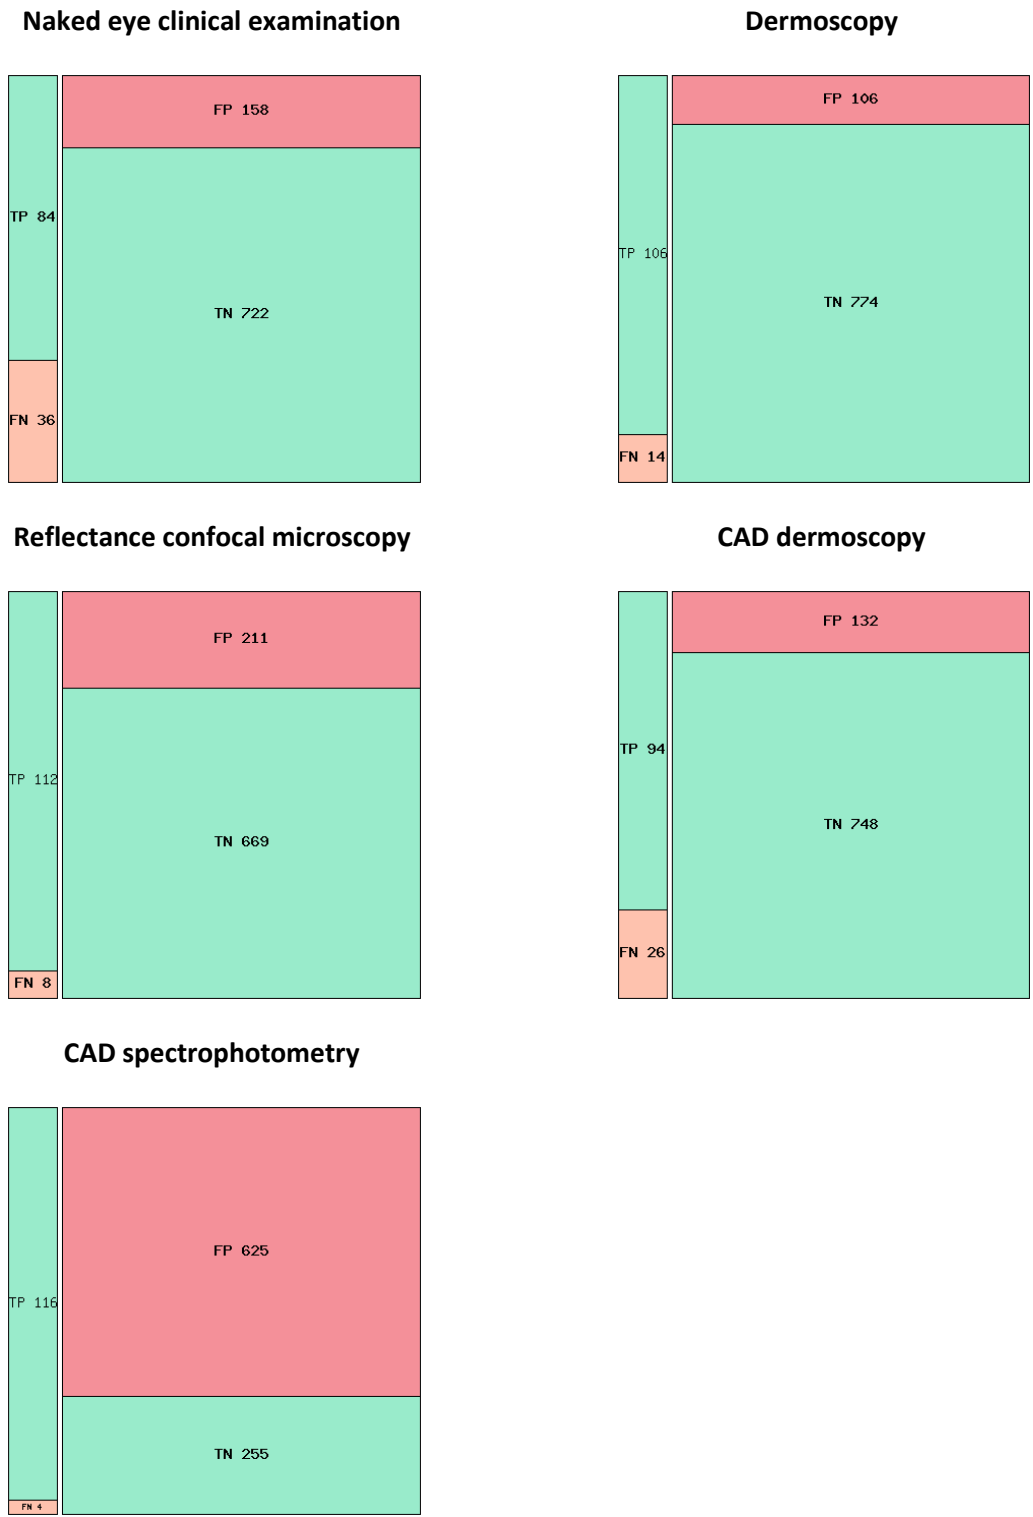 Naked eye clinical examination
FP 158
TP 84
TN 722
FN 36
Dermoscopy
FP 106
TP 106
TN 774
FN 14
Reflectance confocal microscopy
FP 211
TP 112
TN 669
FN 8
CAD dermoscopy
FP 132
TP 94
TN 748
FN 26
CAD spectrophotometry
FP 625
TP 116
TN 255
FN 4